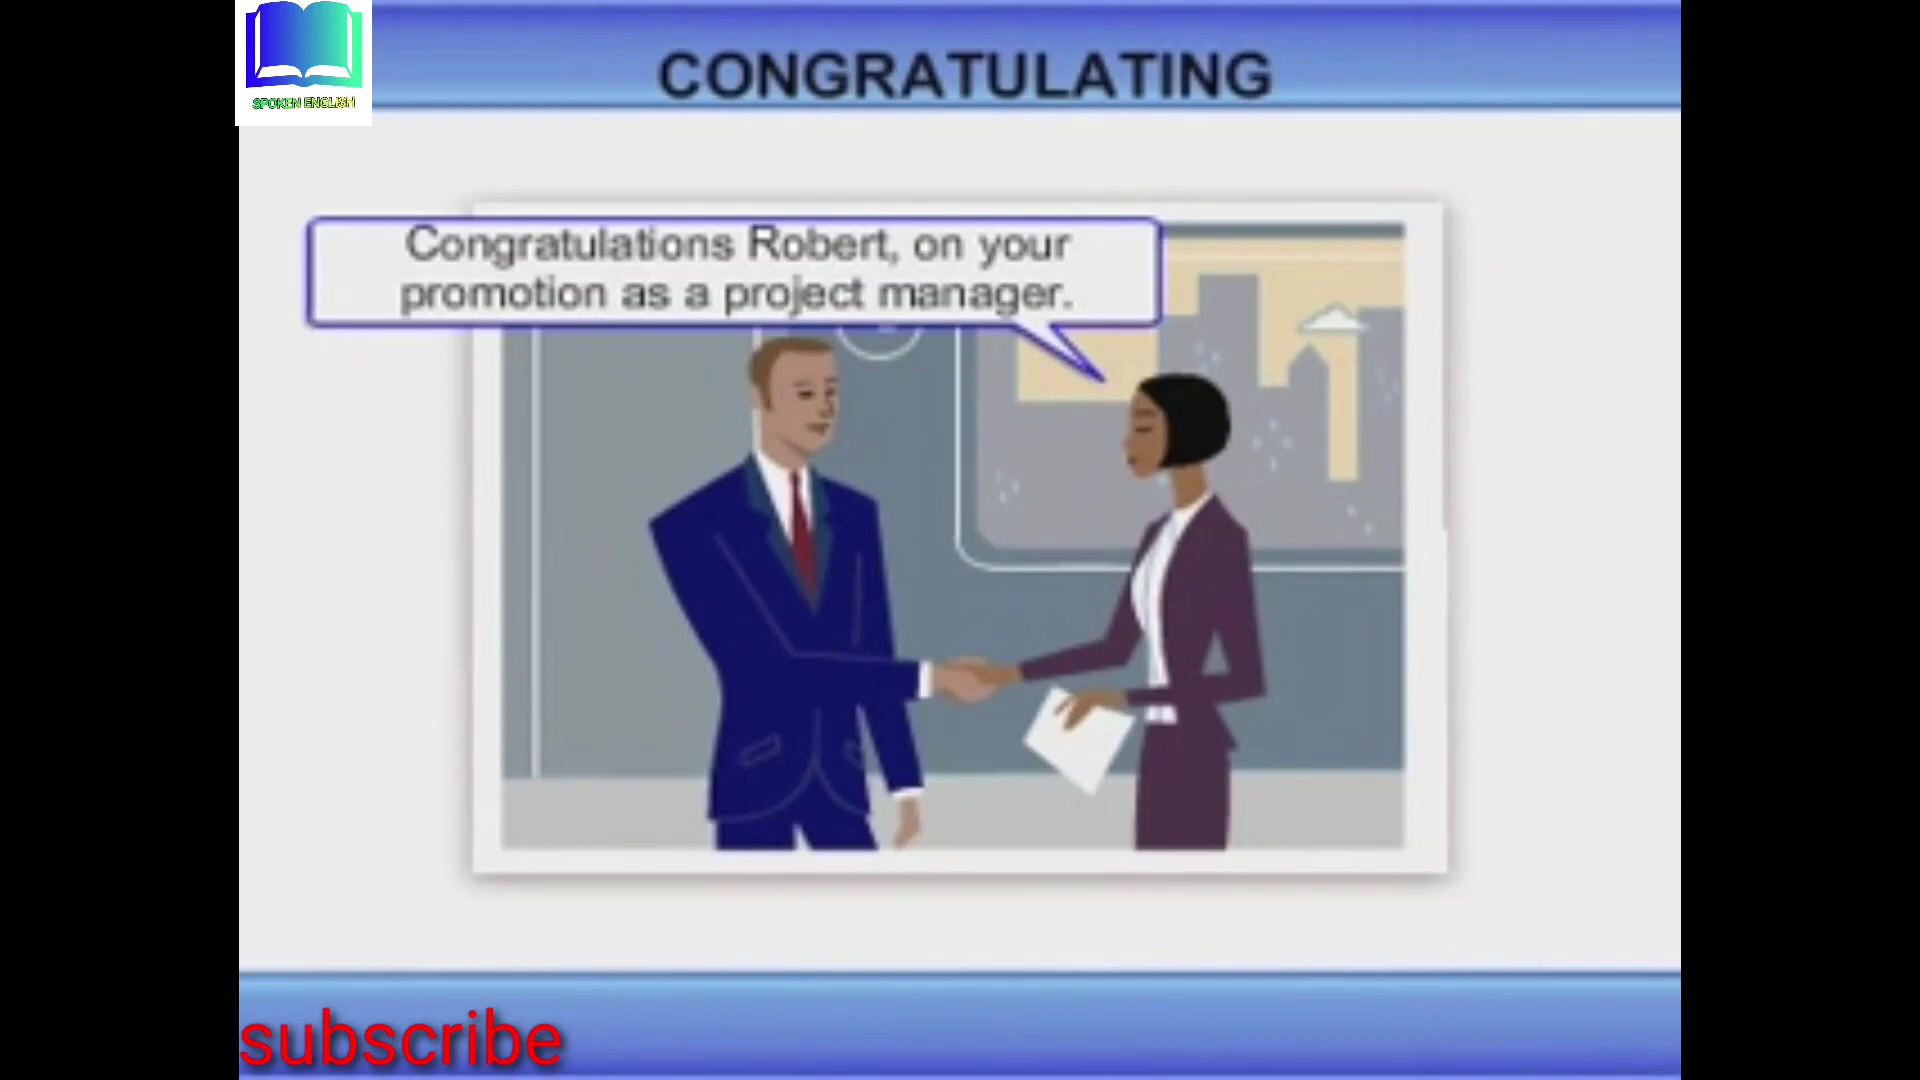 SPOKEN ENGLISH
CONGRATULATING
Congratulations Robert, on your
promotion as a project manager.
subscribe